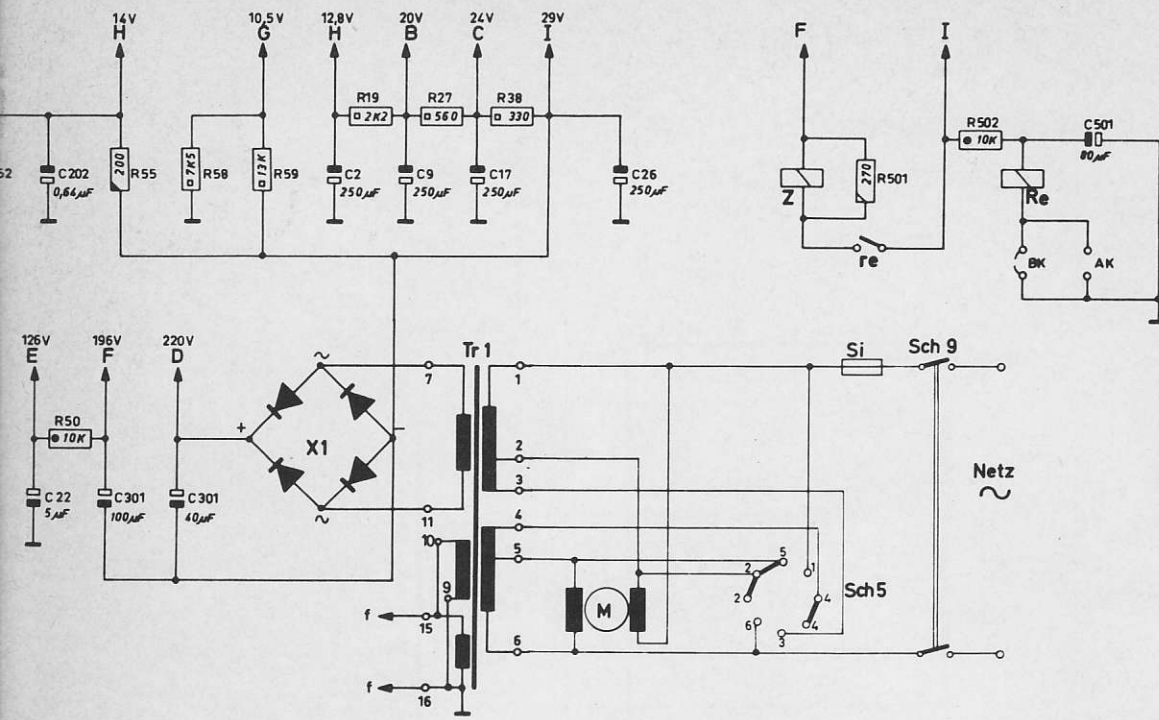 14V 10,5V 12,8V 20V 24V 29V
H G H B C I F I
R19 R27 R38
2K2 560 330
R502 C501
10K 80µF
52 C202 200 R55 7K5 R58 13K R59 C2 C9 C17 C26
0,64µF 250µF 250µF 250µF 250µF
Z 270 R501 Re
re BK AK
126V 196V 220V
E F D
R50
10K
C22 C301 C301
5µF 100µF 40µF
+ X1 –
~
~
Tr 1
7 1 Si Sch 9
2
3
11 4
10 5
9
f 15
f 16
6
M
5
2 1
2 4
6 4
3
Sch 5
Netz
~